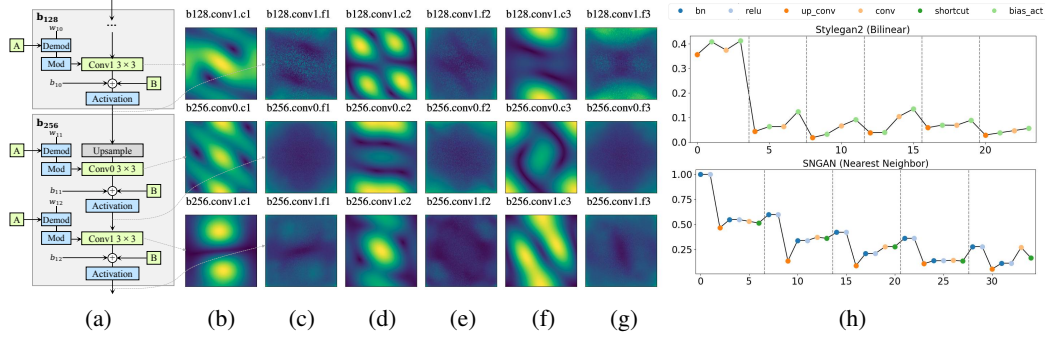 b128
w10
...
A
Demod
Mod
Conv1 3 × 3
b10
B
Activation
b256
w11
Upsample
A
Demod
Mod
Conv0 3 × 3
b11
B
w12
Activation
A
Demod
Mod
Conv1 3 × 3
b12
B
Activation
b128.conv1.c1 b128.conv1.f1 b128.conv1.c2 b128.conv1.f2 b128.conv1.c3 b128.conv1.f3
b256.conv0.c1 b256.conv0.f1 b256.conv0.c2 b256.conv0.f2 b256.conv0.c3 b256.conv0.f3
b256.conv1.c1 b256.conv1.f1 b256.conv1.c2 b256.conv1.f2 b256.conv1.c3 b256.conv1.f3
bn relu up_conv conv shortcut bias_act
Stylegan2 (Bilinear)
0.4
0.3
0.2
0.1
0.0
0 5 10 15 20
SNGAN (Nearest Neighbor)
1.00
0.75
0.50
0.25
0 5 10 15 20 25 30
(a) (b) (c) (d) (e) (f) (g) (h)